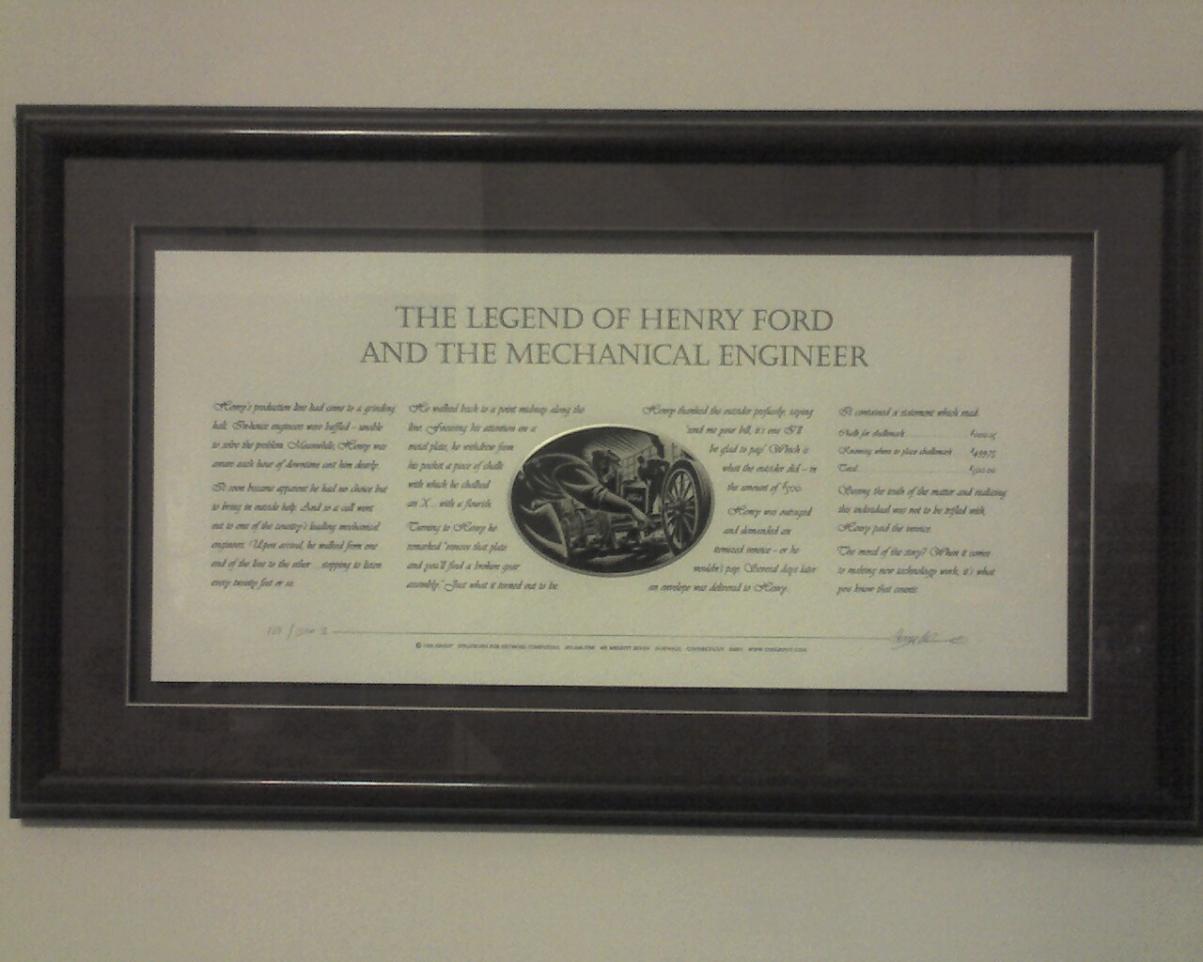 THE LEGEND OF HENRY FORD
AND THE MECHANICAL ENGINEER
Henry's production line had come to a grinding
halt. In-house engineers were baffled – unable
to solve the problem. Meanwhile, Henry was
aware each hour of downtime cost him dearly.
It soon became apparent he had no choice but
to bring in outside help. And so a call went
out to one of the country's leading mechanical
engineers. Upon arrival, he walked from one
end of the line to the other ... stopping to listen
every twenty feet or so.
He walked back to a point midway along the
line. Focusing his attention on a
metal plate, he withdrew from
his pocket a piece of chalk
with which he chalked
an X ... with a flourish.
Turning to Henry he
remarked "remove that plate
and you'll find a broken gear
assembly." Just what it turned out to be.
Henry thanked the outsider profusely, saying
"send me your bill, it's one I'll
be glad to pay." Which is
what the outsider did – in
the amount of $500.
Henry was outraged
and demanded an
itemized invoice – or he
wouldn't pay. Several days later
an envelope was delivered to Henry.
It contained a statement which read:
Chalk for chalkmark
Knowing where to place chalkmark
Total
Seeing the truth of the matter and realizing
this individual was not to be trifled with,
Henry paid the invoice.
The moral of the story? When it comes
to making new technology work, it's what
you know that counts.
STRATEGIES FOR NETWORK COMPUTING CONNECTICUT